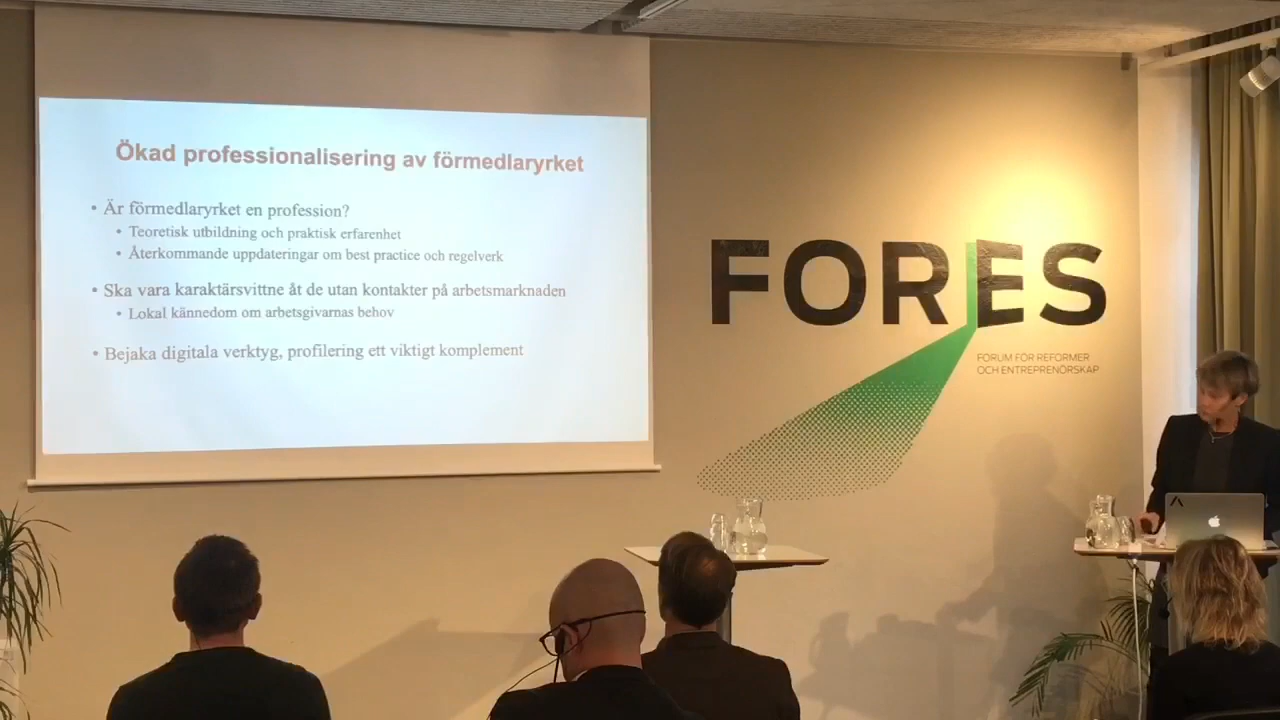 Ökad professionalisering av förmedlaryrket
• Är förmedlaryrket en profession?
• Teoretisk utbildning och praktisk erfarenhet
• Återkommande uppdateringar om best practice och regelverk
• Ska vara karaktärsvittne åt de utan kontakter på arbetsmarknaden
• Lokal kännedom om arbetsgivarnas behov
• Bejaka digitala verktyg, profilering ett viktigt komplement
FORES
FORUM FÖR REFORMER
OCH ENTREPRENÖRSKAP